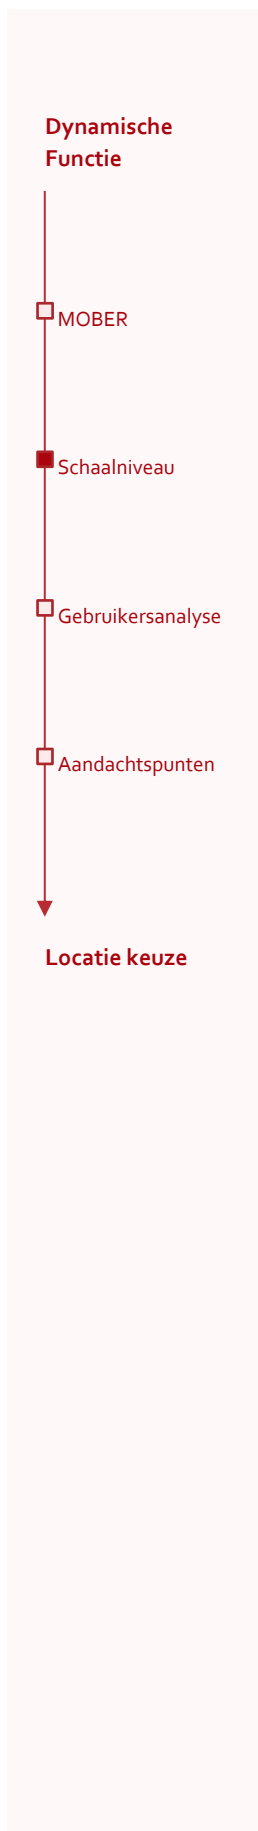 Dynamische
Functie
MOBER
Schaalniveau
Gebruikersanalyse
Aandachtspunten
Locatie keuze